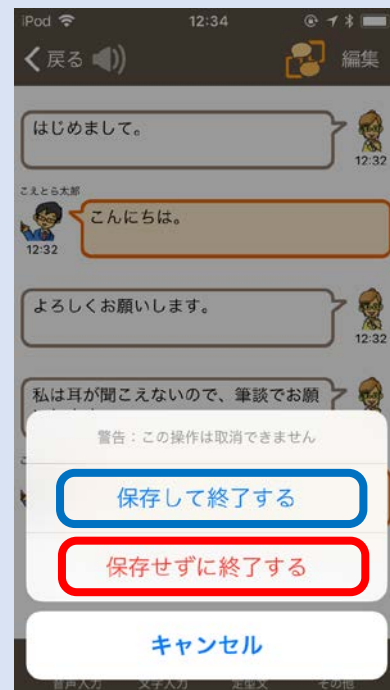 iPod 12:34
戻る 編集
はじめまして。
12:32
こえとら太郎
こんにちは。
12:32
よろしくお願いします。
12:32
私は耳が聞こえないので、筆談でお願
警告：この操作は取消できません
保存して終了する
保存せずに終了する
キャンセル
音声入力 文字入力 定型文 その他